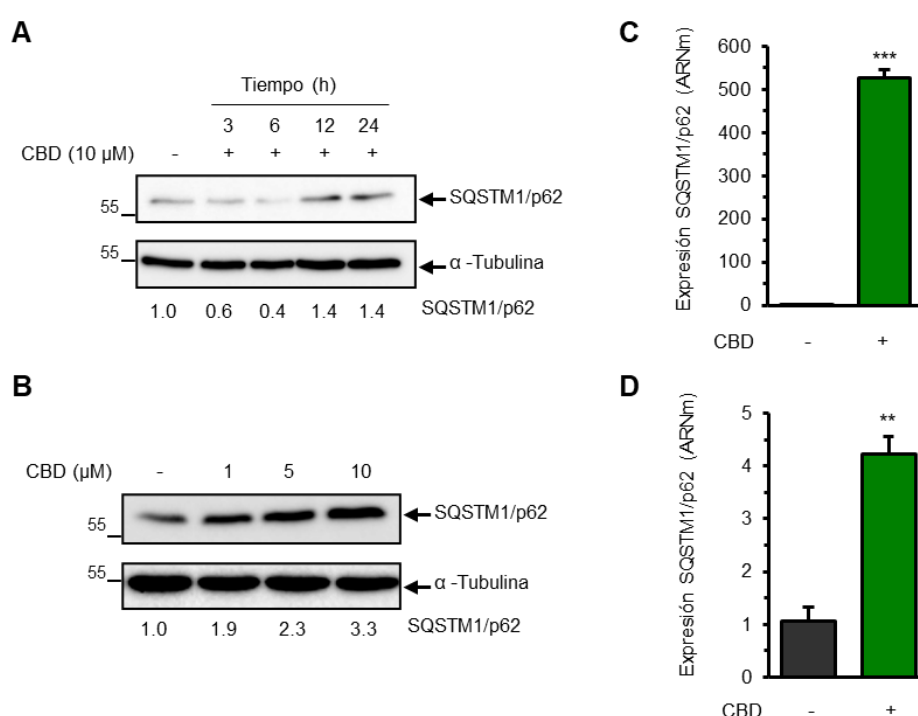 A
Tiempo (h)
3 6 12 24
CBD (10 µM) - + + + +
55
SQSTM1/p62
55
α -Tubulina
1.0 0.6 0.4 1.4 1.4 SQSTM1/p62
B
CBD (µM) - 1 5 10
SQSTM1/p62
55
55
α -Tubulina
1.0 1.9 2.3 3.3 SQSTM1/p62
C
Expresión SQSTM1/p62 (ARNm)
600
500
400
300
200
100
0
***
CBD - +
D
Expresión SQSTM1/p62 (ARNm)
5
4
3
2
1
0
**
CBD - +